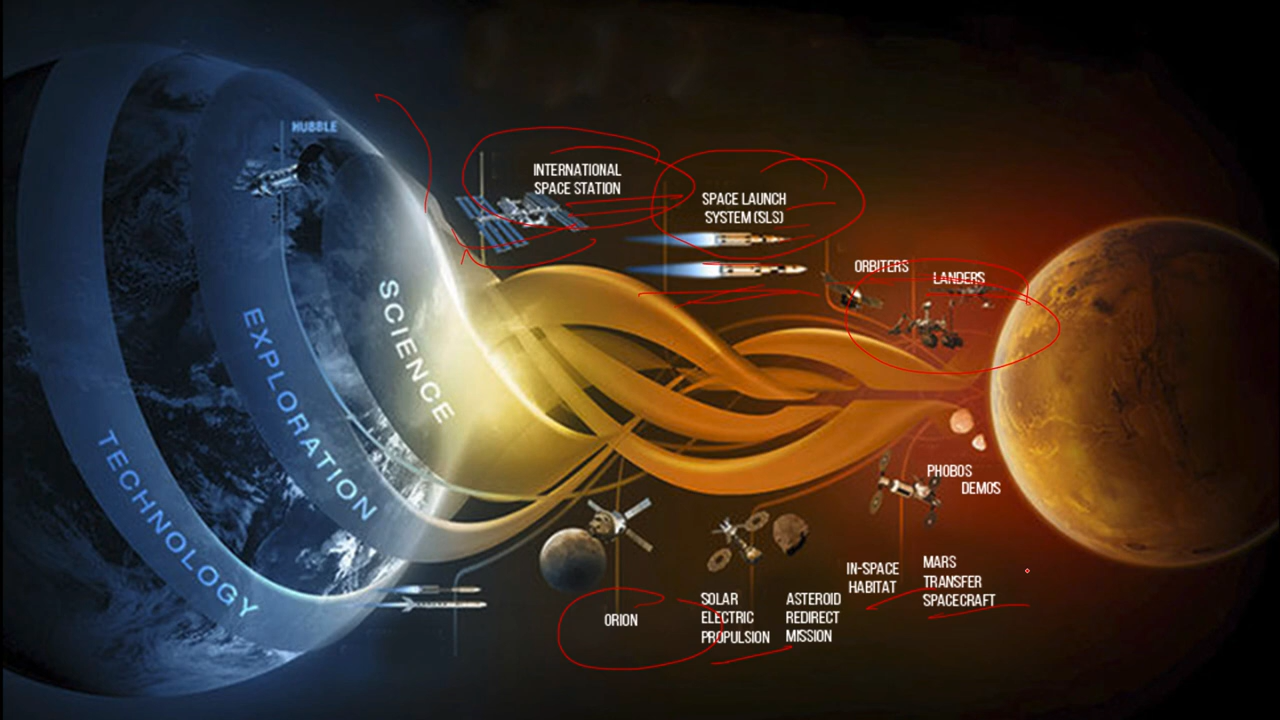 HUBBLE
INTERNATIONAL
SPACE STATION
SPACE LAUNCH
SYSTEM (SLS)
ORBITERS
LANDERS
SCIENCE
EXPLORATION
TECHNOLOGY
PHOBOS
DEMOS
ORION
SOLAR
ELECTRIC
PROPULSION
ASTEROID
REDIRECT
MISSION
IN-SPACE
HABITAT
MARS
TRANSFER
SPACECRAFT